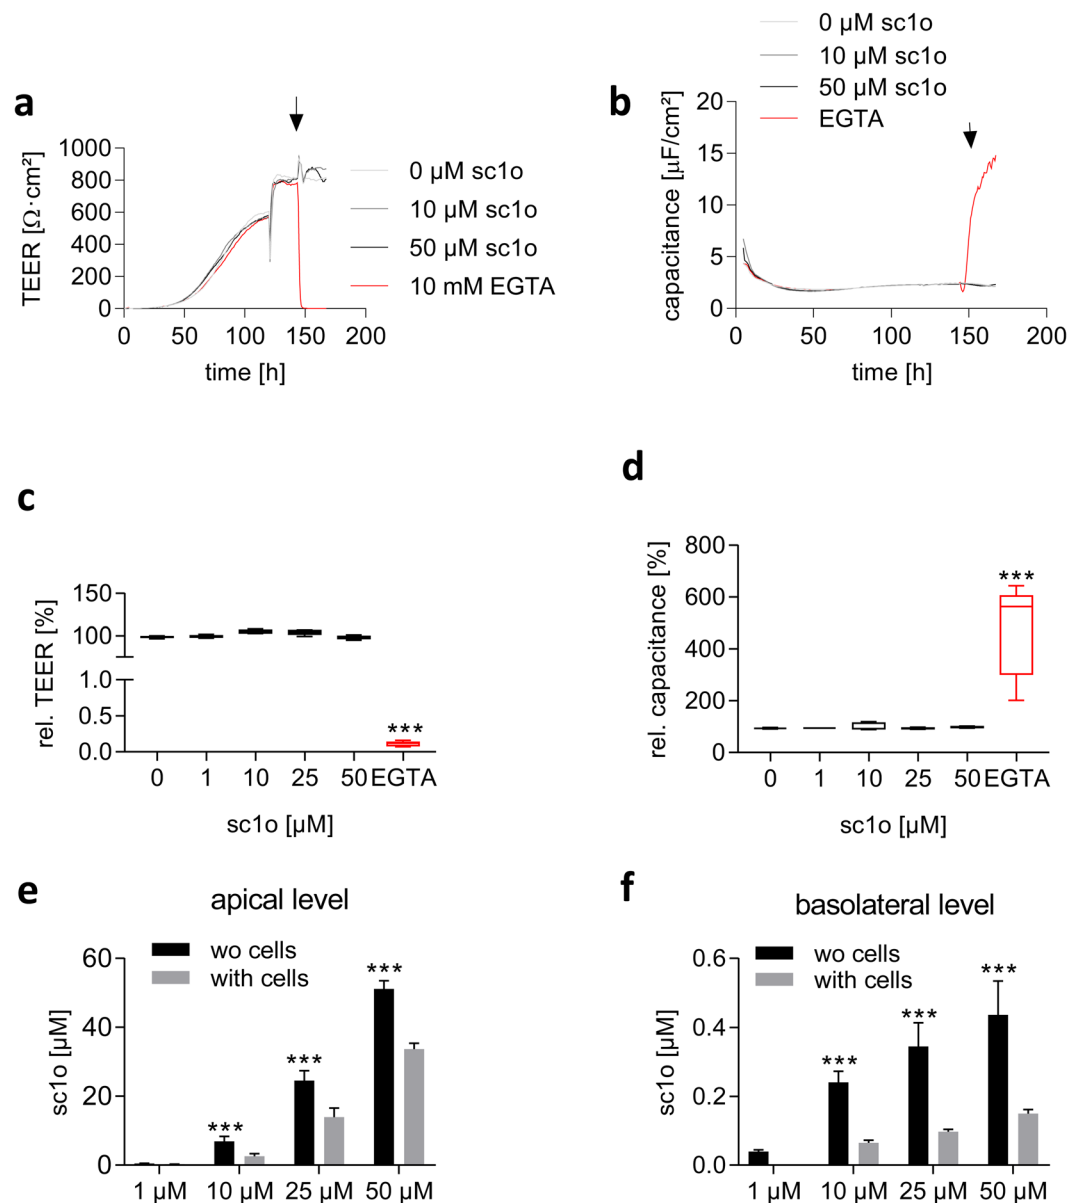 a
TEER [Ω·cm²]
1000
800
600
400
200
0
0 50 100 150 200
time [h]
0 µM sc1o
10 µM sc1o
50 µM sc1o
10 mM EGTA
b
0 µM sc1o
10 µM sc1o
50 µM sc1o
EGTA
capacitance [µF/cm²]
20
15
10
5
0
0 50 100 150 200
time [h]
c
rel. TEER [%]
150
100
1.0
0.5
0.0
***
0 1 10 25 50 EGTA
sc1o [µM]
d
rel. capacitance [%]
800
600
400
200
0
***
0 1 10 25 50 EGTA
sc1o [µM]
e
apical level
wo cells
with cells
sc1o [µM]
60
40
20
0
***
***
***
1 µM 10 µM 25 µM 50 µM
f
basolateral level
wo cells
with cells
sc1o [µM]
0.6
0.4
0.2
0.0
***
***
***
1 µM 10 µM 25 µM 50 µM